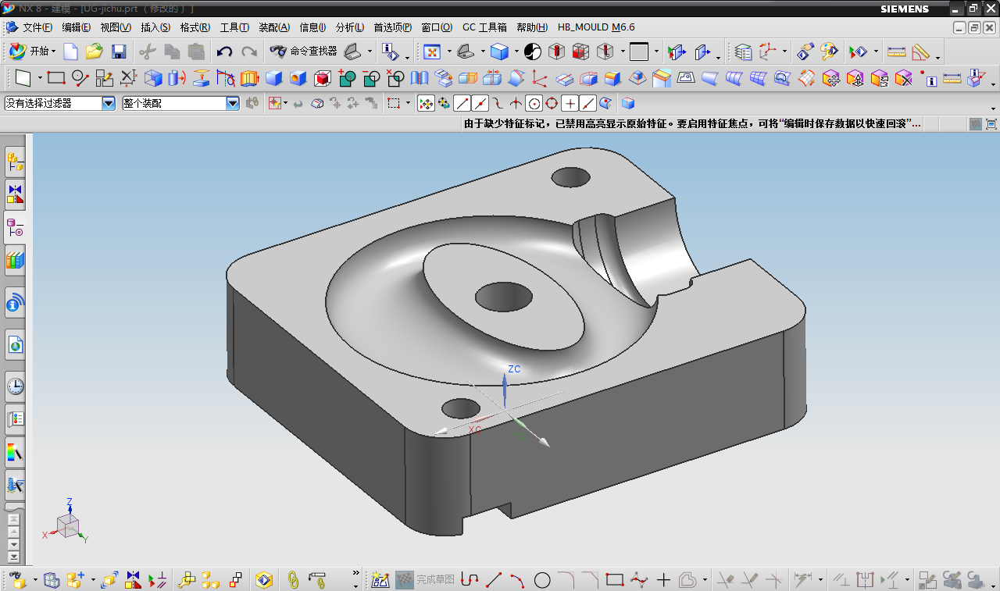 NX 8 - 建模 - [UG-jichu.prt （修改的）]
SIEMENS
文件(F) 编辑(E) 视图(V) 插入(S) 格式(R) 工具(T) 装配(A) 信息(I) 分析(L) 首选项(P) 窗口(O) GC 工具箱 帮助(H) HB_MOULD M6.6
开始 命令查找器
没有选择过滤器 整个装配
由于缺少特征标记，已禁用高亮显示原始特征。要启用特征焦点，可将“编辑时保存数据以快速回滚”...
ZC
XC
Z
X
Y
完成草图